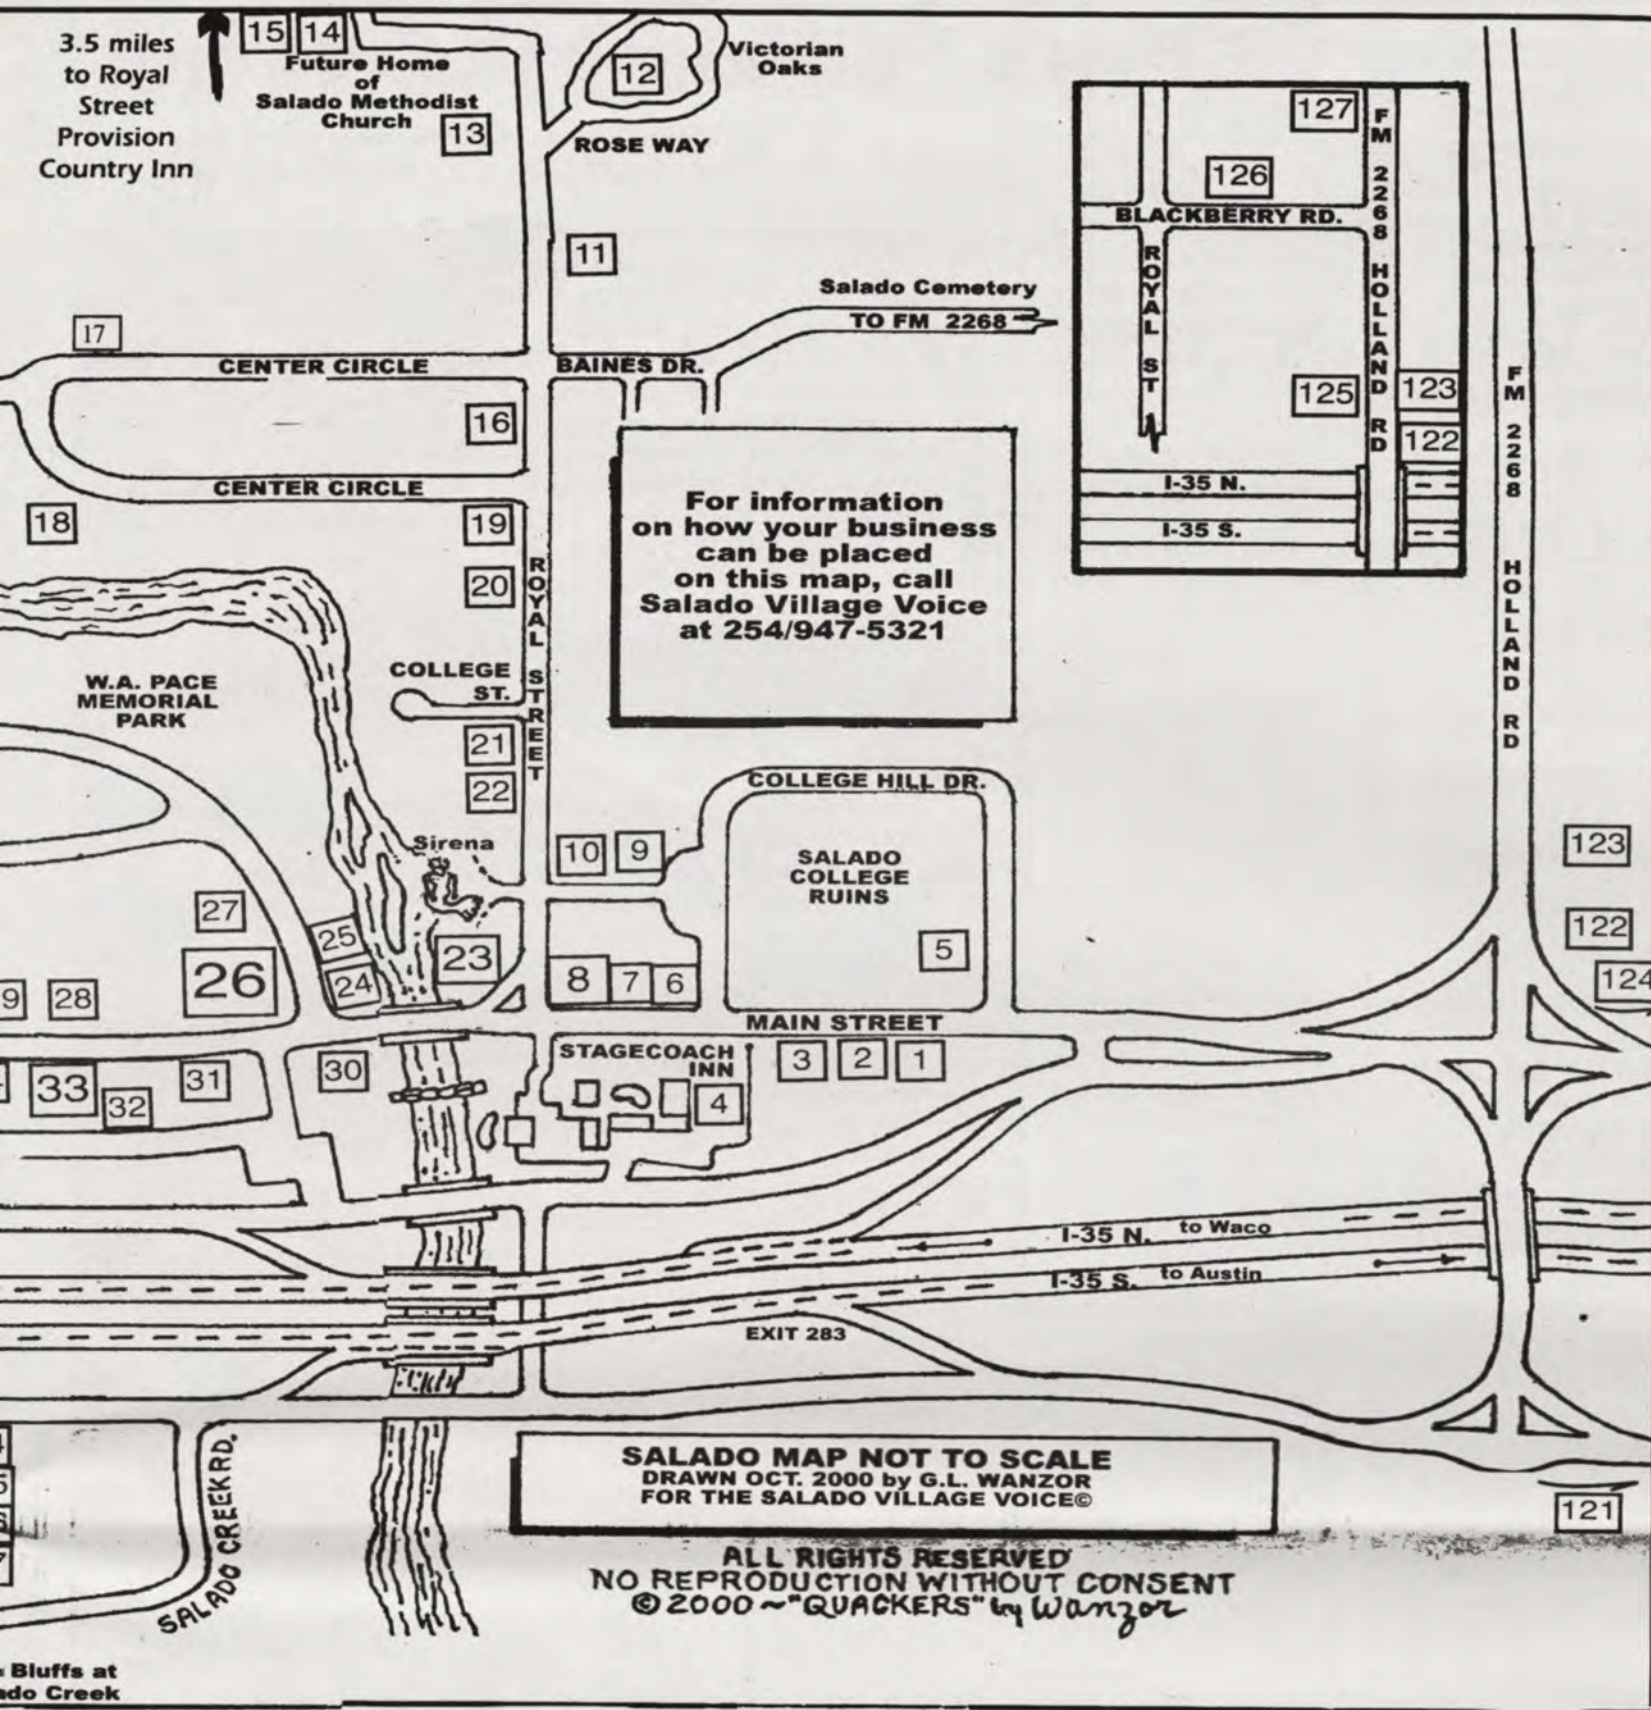 3.5 miles
to Royal
Street
Provision
Country Inn
15
14
Future Home
of
Salado Methodist
Church
13
12
Victorian
Oaks
ROSE WAY
11
Salado Cemetery
TO FM 2268
17
CENTER CIRCLE
BAINES DR.
16
CENTER CIRCLE
18
19
20
ROYAL STREET
For information
on how your business
can be placed
on this map, call
Salado Village Voice
at 254/947-5321
127
126
BLACKBERRY RD.
FM 2268 HOLLAND RD
ROYAL ST
125
123
122
I-35 N.
I-35 S.
FM 2268 HOLLAND RD
W.A. PACE
MEMORIAL
PARK
COLLEGE
ST.
21
22
COLLEGE HILL DR.
Sirena
10
9
SALADO
COLLEGE
RUINS
5
123
122
124
27
25
26
24
23
8
7
6
9
28
MAIN STREET
STAGECOACH
INN
3
2
1
4
30
31
33
32
I-35 N. to Waco
I-35 S. to Austin
EXIT 283
SALADO CREEK RD.
SALADO MAP NOT TO SCALE
DRAWN OCT. 2000 by G.L. WANZOR
FOR THE SALADO VILLAGE VOICE©
121
ALL RIGHTS RESERVED
NO REPRODUCTION WITHOUT CONSENT
©2000 ~ "QUACKERS" by Wanzor
Bluffs at
ado Creek